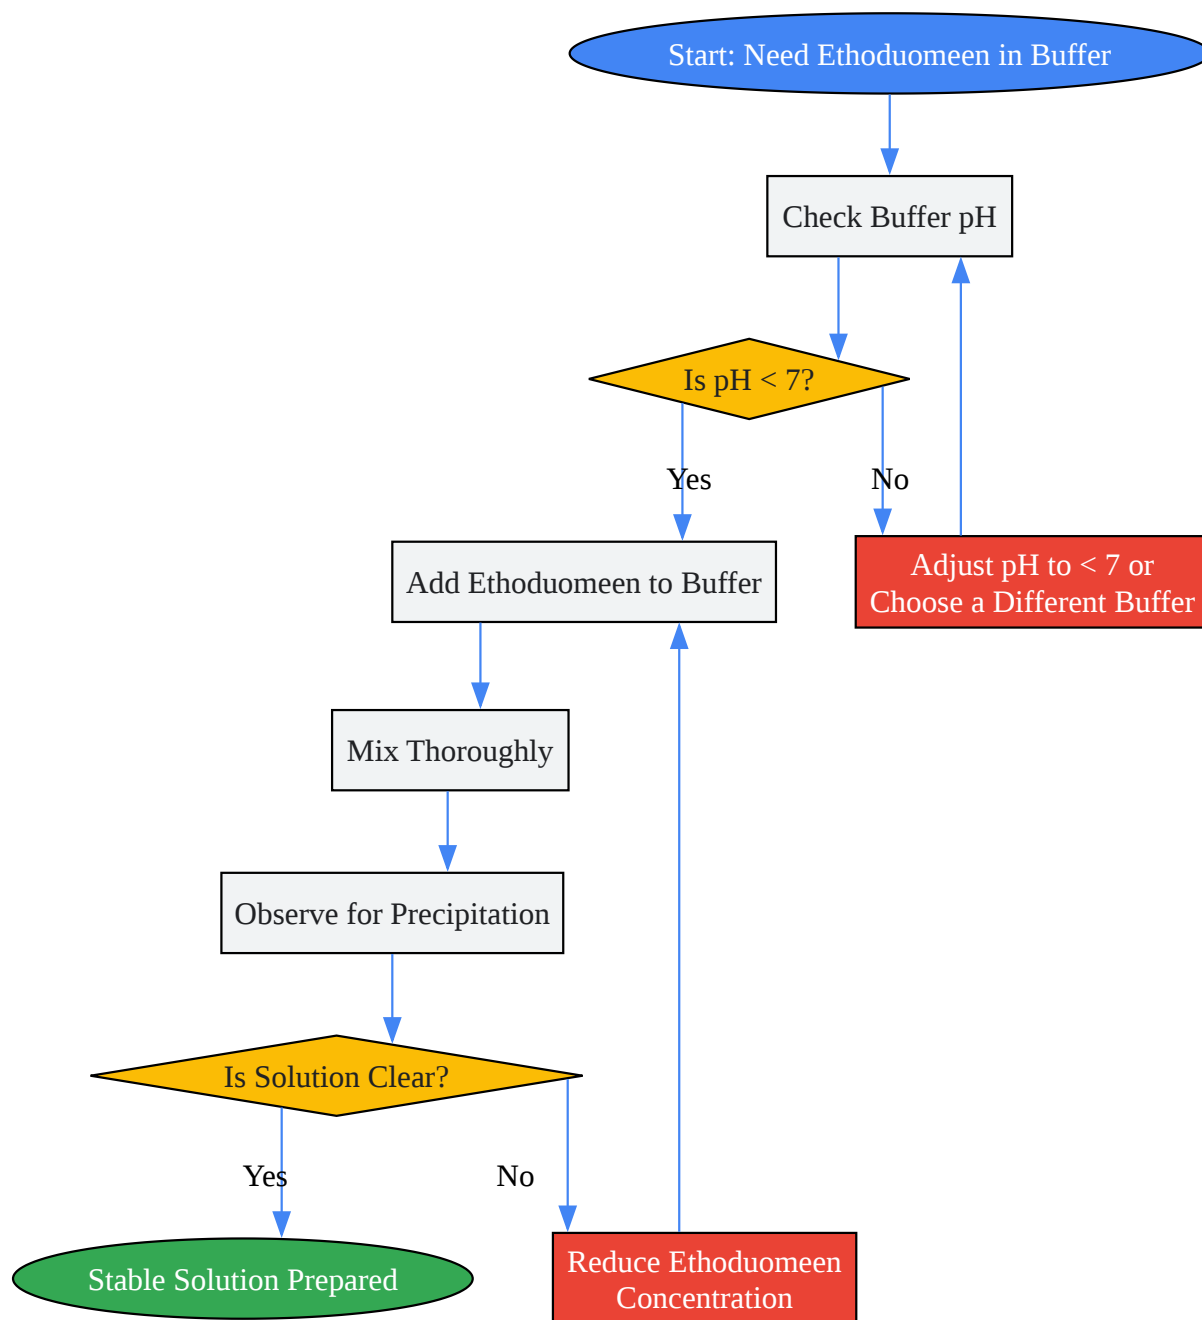 Start: Need Ethoduomeen in Buffer
Check Buffer pH
Is pH < 7?
Yes
No
Add Ethoduomeen to Buffer
Adjust pH to < 7 or
Choose a Different Buffer
Mix Thoroughly
Observe for Precipitation
Is Solution Clear?
Yes
No
Stable Solution Prepared
Reduce Ethoduomeen
Concentration